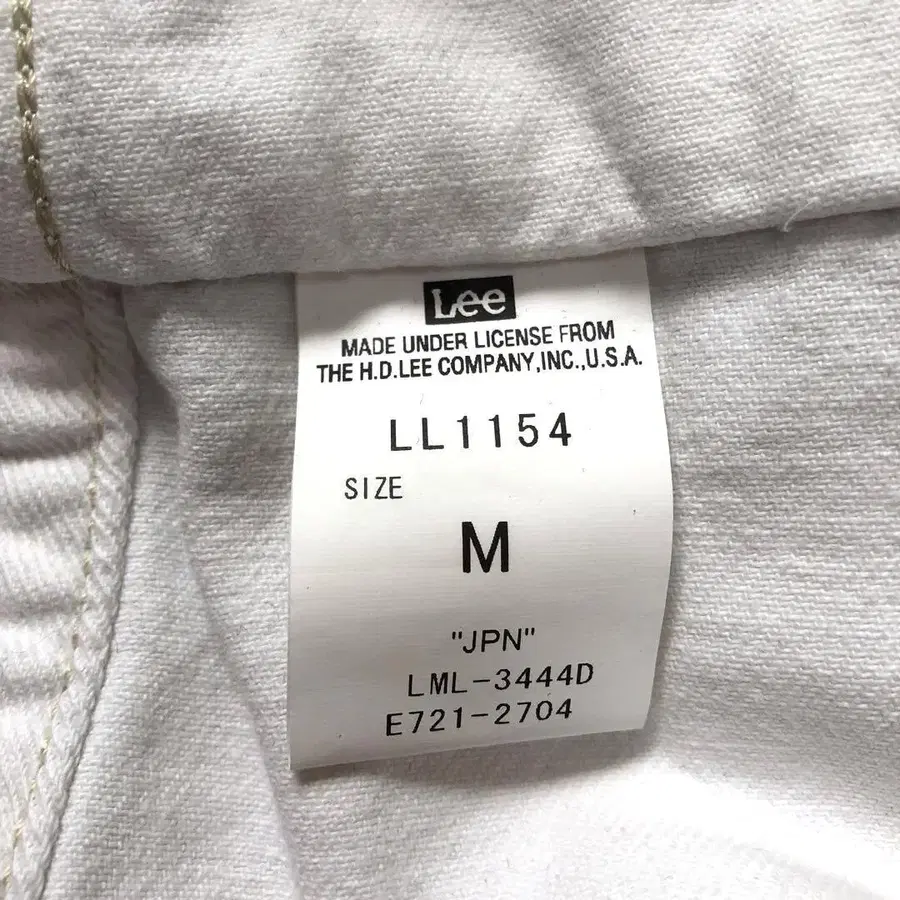 Lee
MADE UNDER LICENSE FROM
THE H.D.LEE COMPANY,INC.,U.S.A.
LL1154
SIZE
M
"JPN"
LML-3444D
E721-2704